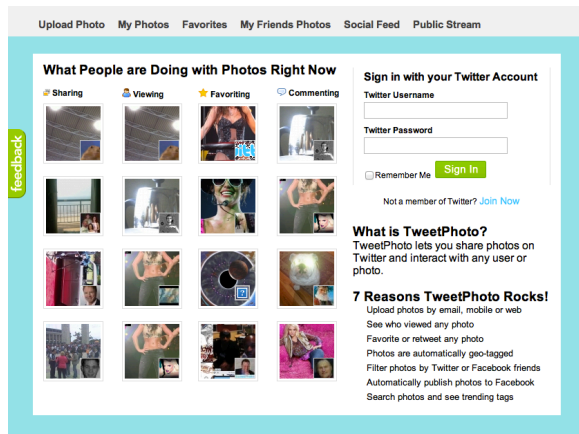 Upload Photo My Photos Favorites My Friends Photos Social Feed Public Stream
What People are Doing with Photos Right Now
Sharing Viewing Favoriting Commenting
feedback
Sign in with your Twitter Account
Twitter Username
Twitter Password
Remember Me Sign In
Not a member of Twitter? Join Now
What is TweetPhoto?
TweetPhoto lets you share photos on
Twitter and interact with any user or
photo.
7 Reasons TweetPhoto Rocks!
Upload photos by email, mobile or web
See who viewed any photo
Favorite or retweet any photo
Photos are automatically geo-tagged
Filter photos by Twitter or Facebook friends
Automatically publish photos to Facebook
Search photos and see trending tags